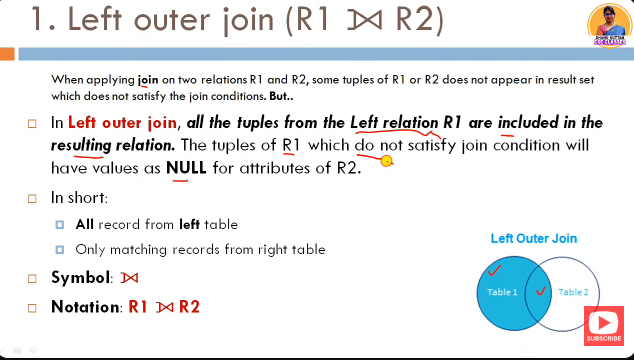 1. Left outer join (R1 ⟕ R2)
When applying join on two relations R1 and R2, some tuples of R1 or R2 does not appear in result set
which does not satisfy the join conditions. But..
In Left outer join, all the tuples from the Left relation R1 are included in the
resulting relation. The tuples of R1 which do not satisfy join condition will
have values as NULL for attributes of R2.
In short:
All record from left table
Only matching records from right table
Symbol: ⟕
Notation: R1 ⟕ R2
Left Outer Join
Table 1
Table 2
SUBSCRIBE